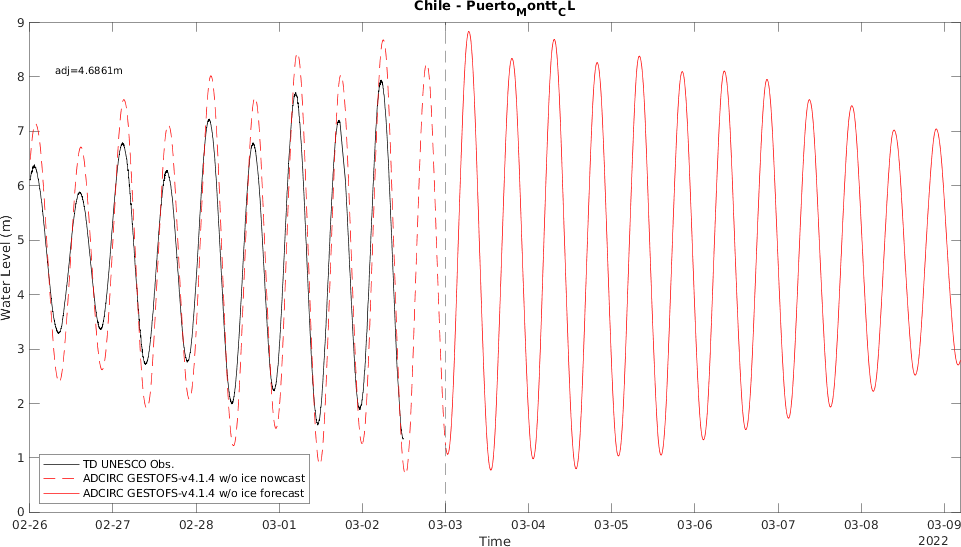 Chile - Puerto_Montt_CL
adj=4.6861m
Water Level (m)
9
8
7
6
5
4
3
2
1
0
TD UNESCO Obs.
ADCIRC GESTOFS-v4.1.4 w/o ice nowcast
ADCIRC GESTOFS-v4.1.4 w/o ice forecast
02-26 02-27 02-28 03-01 03-02 03-03 03-04 03-05 03-06 03-07 03-08 03-09
Time
2022